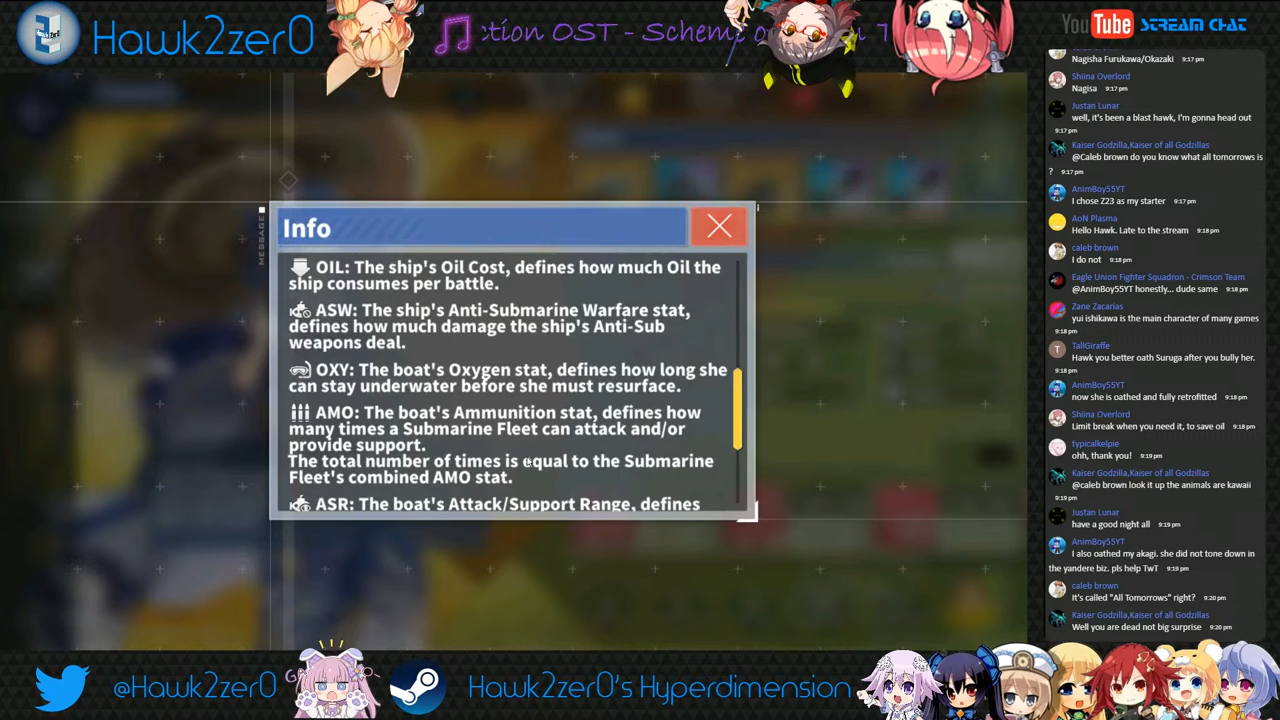 Hawk2zer0
ction OST - Schem
You Tube STREAM CHAT
MESSAGE
Info
OIL: The ship's Oil Cost, defines how much Oil the
ship consumes per battle.
ASW: The ship's Anti-Submarine Warfare stat,
defines how much damage the ship's Anti-Sub
weapons deal.
OXY: The boat's Oxygen stat, defines how long she
can stay underwater before she must resurface.
AMO: The boat's Ammunition stat, defines how
many times a Submarine Fleet can attack and/or
provide support.
The total number of times is equal to the Submarine
Fleet's combined AMO stat.
ASR: The boat's Attack/Support Range, defines
Nagisha Furukawa/Okazaki 9:17 pm
Shiina Overlord
Nagisa 9:17 pm
Justan Lunar
well, it's been a blast hawk, I'm gonna head out
9:17 pm
Kaiser Godzilla,Kaiser of all Godzillas
@Caleb brown do you know what all tomorrows is
? 9:17 pm
AnimBoy55YT
I chose Z23 as my starter 9:17 pm
AoN Plasma
Hello Hawk. Late to the stream 9:18 pm
caleb brown
I do not 9:18 pm
Eagle Union Fighter Squadron - Crimson Team
@AnimBoy55YT honestly... dude same 9:18 pm
Zane Zacarias
yui ishikawa is the main character of many games
9:18 pm
TallGiraffe
T
Hawk you better oath Suruga after you bully her.
9:18 pm
AnimBoy55YT
now she is oathed and fully retrofitted 9:18 pm
Shiina Overlord
Limit break when you need it, to save oil 9:18 pm
typicalkelpie
ohh, thank you! 9:19 pm
Kaiser Godzilla,Kaiser of all Godzillas
@caleb brown look it up the animals are kawaii
9:19 pm
Justan Lunar
have a good night all 9:19 pm
AnimBoy55YT
I also oathed my akagi. she did not tone down in
the yandere biz. pls help TwT 9:19 pm
caleb brown
It's called "All Tomorrows" right? 9:20 pm
Kaiser Godzilla,Kaiser of all Godzillas
Well you are dead not big surprise 9:20 pm
@Hawk2zer0
Hawk2zer0's Hyperdimension